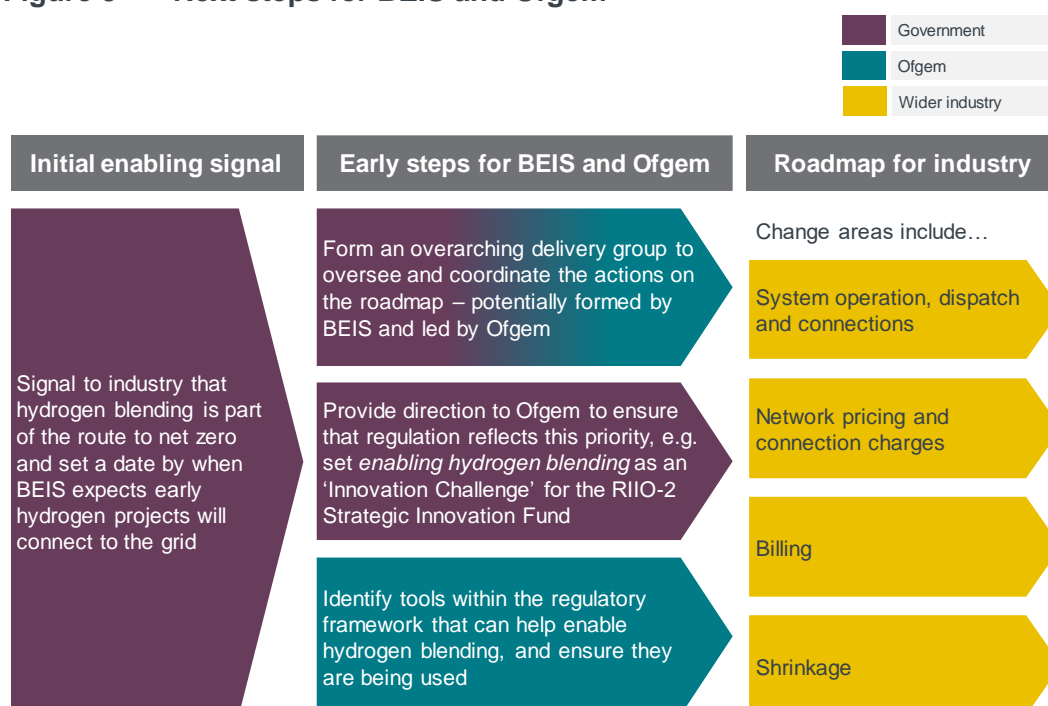 Government
Ofgem
Wider industry
Initial enabling signal
Early steps for BEIS and Ofgem
Roadmap for industry
Signal to industry that
hydrogen blending is part
of the route to net zero
and set a date by when
BEIS expects early
hydrogen projects will
connect to the grid
Form an overarching delivery group to
oversee and coordinate the actions on
the roadmap – potentially formed by
BEIS and led by Ofgem
Provide direction to Ofgem to ensure
that regulation reflects this priority, e.g.
set enabling hydrogen blending as an
‘Innovation Challenge’ for the RIIO-2
Strategic Innovation Fund
Identify tools within the regulatory
framework that can help enable
hydrogen blending, and ensure they
are being used
Change areas include…
System operation, dispatch
and connections
Network pricing and
connection charges
Billing
Shrinkage